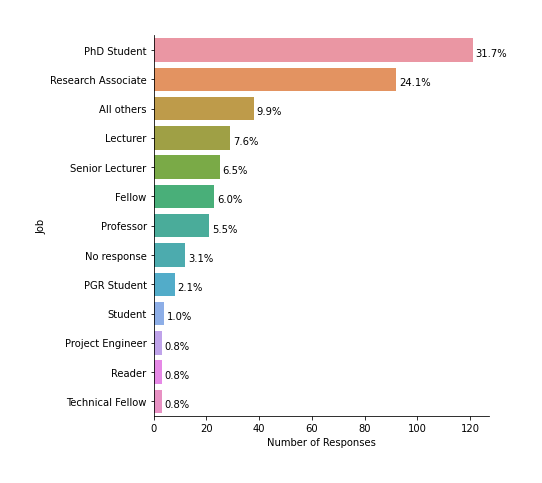 PhD Student 31.7%
Research Associate 24.1%
All others 9.9%
Lecturer 7.6%
Senior Lecturer 6.5%
Fellow 6.0%
Professor 5.5%
No response 3.1%
PGR Student 2.1%
Student 1.0%
Project Engineer 0.8%
Reader 0.8%
Technical Fellow 0.8%
Job
0 20 40 60 80 100 120
Number of Responses